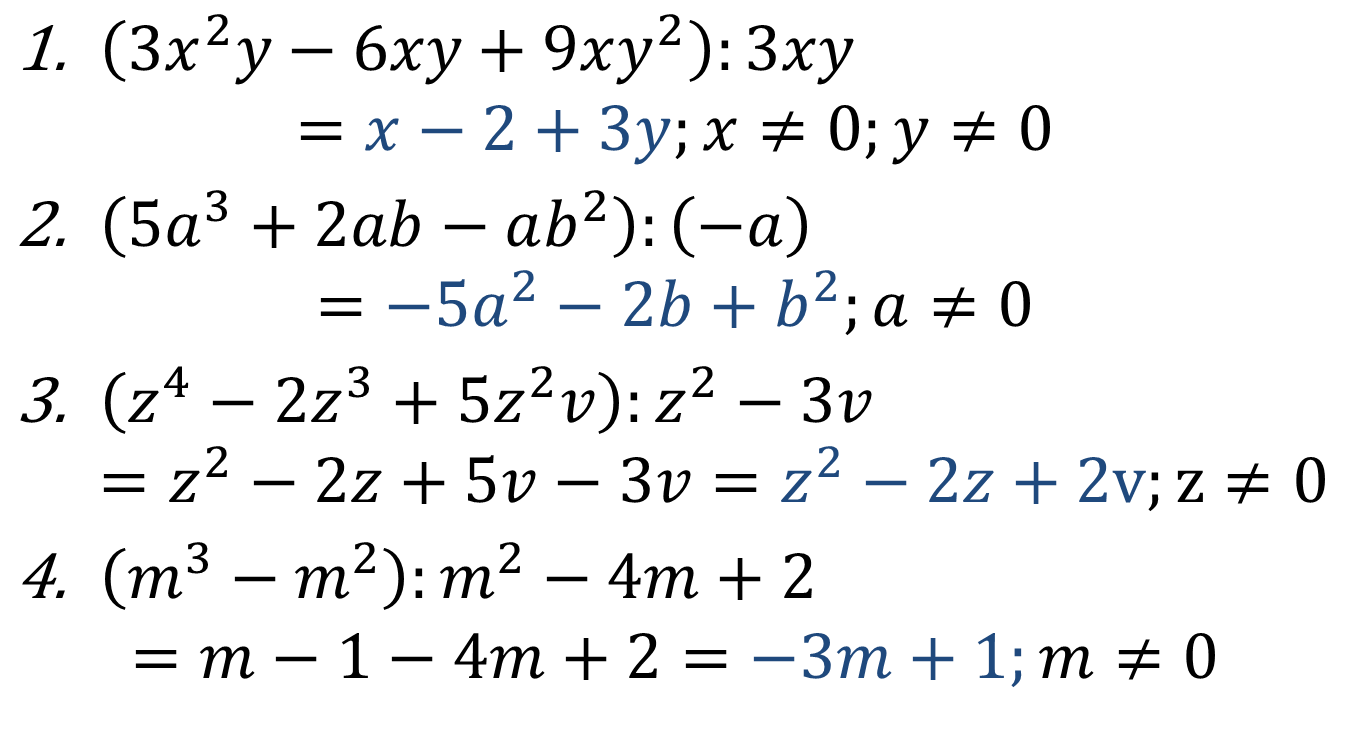 1. (3x²y − 6xy + 9xy²): 3xy
= x − 2 + 3y; x ≠ 0; y ≠ 0
2. (5a³ + 2ab − ab²): (−a)
= −5a² − 2b + b²; a ≠ 0
3. (z⁴ − 2z³ + 5z²v): z² − 3v
= z² − 2z + 5v − 3v = z² − 2z + 2v; z ≠ 0
4. (m³ − m²): m² − 4m + 2
= m − 1 − 4m + 2 = −3m + 1; m ≠ 0